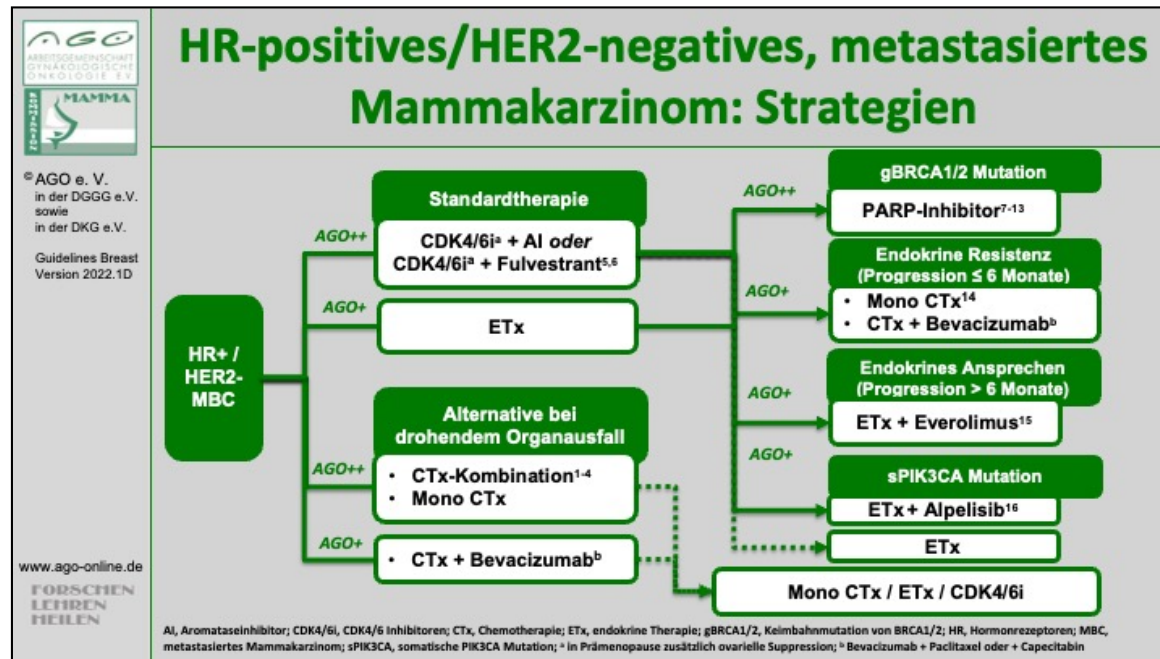 AGO
ARBEITSGEMEINSCHAFT
GYNÄKOLOGISCHE
ONKOLOGIE E.V.
KOMMISSION
MAMMA
© AGO e. V.
in der DGGG e.V.
sowie
in der DKG e.V.
Guidelines Breast
Version 2022.1D
www.ago-online.de
FORSCHEN
LEHREN
HEILEN
HR-positives/HER2-negatives, metastasiertes
Mammakarzinom: Strategien
HR+ /
HER2-
MBC
AGO++
Standardtherapie
CDK4/6iᵃ + AI oder
CDK4/6iᵃ + Fulvestrant⁵,⁶
AGO+
ETx
Alternative bei
drohendem Organausfall
AGO++
• CTx-Kombination¹⁻⁴
• Mono CTx
AGO+
• CTx + Bevacizumabᵇ
gBRCA1/2 Mutation
AGO++
PARP-Inhibitor⁷⁻¹³
Endokrine Resistenz
(Progression ≤ 6 Monate)
AGO+
• Mono CTx¹⁴
• CTx + Bevacizumabᵇ
Endokrines Ansprechen
(Progression > 6 Monate)
AGO+
ETx + Everolimus¹⁵
AGO+
sPIK3CA Mutation
ETx + Alpelisib¹⁶
ETx
Mono CTx / ETx / CDK4/6i
AI, Aromataseinhibitor; CDK4/6i, CDK4/6 Inhibitoren; CTx, Chemotherapie; ETx, endokrine Therapie; gBRCA1/2, Keimbahnmutation von BRCA1/2; HR, Hormonrezeptoren; MBC,
metastasiertes Mammakarzinom; sPIK3CA, somatische PIK3CA Mutation; ᵃ in Prämenopause zusätzlich ovarielle Suppression; ᵇ Bevacizumab + Paclitaxel oder + Capecitabin